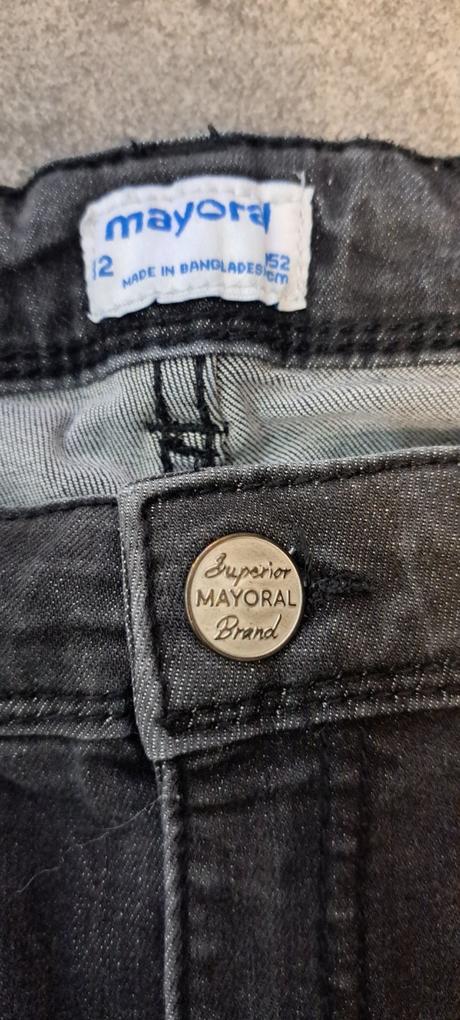 mayoral
12
152
MADE IN BANGLADESH
cm
Superior
MAYORAL
Brand